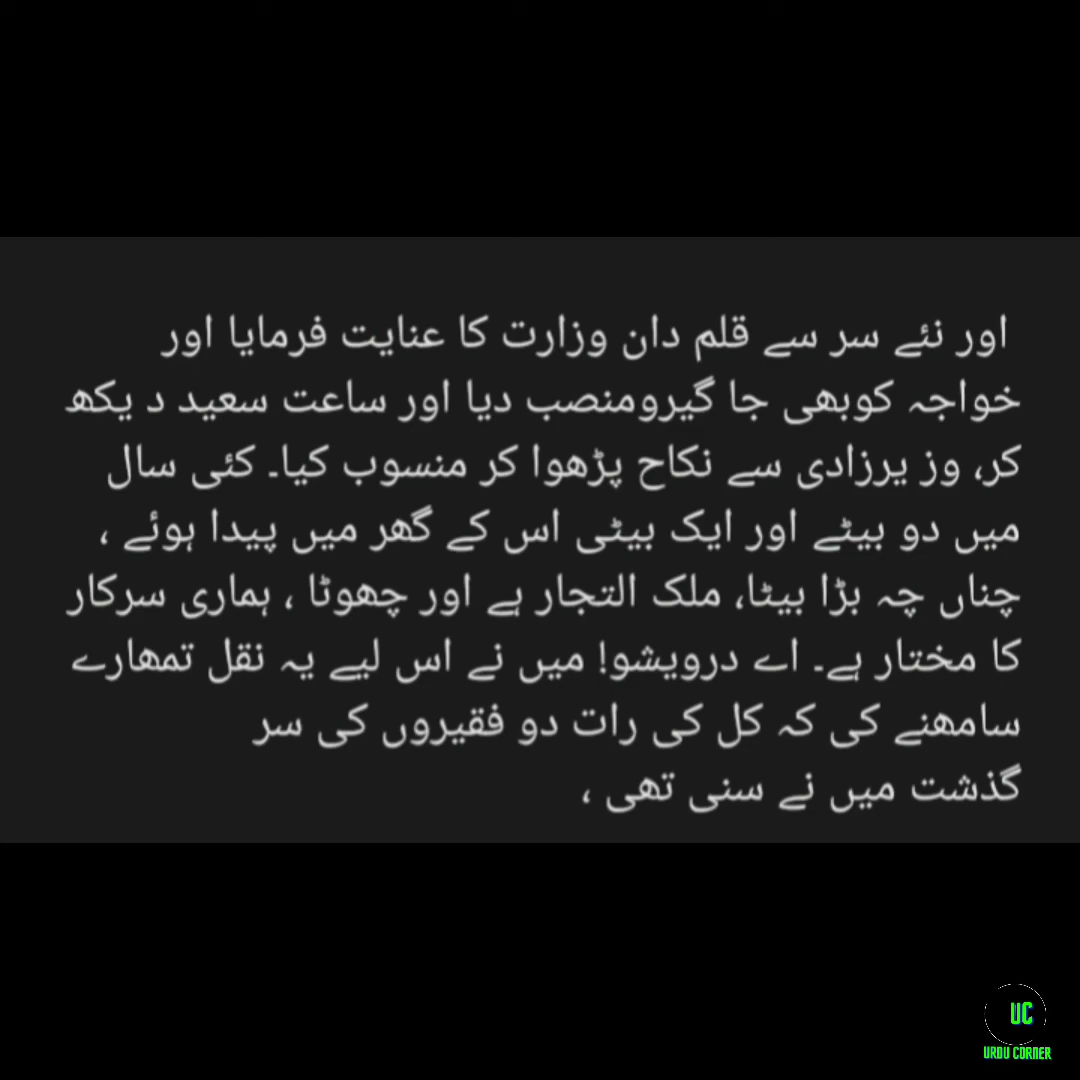 اور نئے سر سے قلم دان وزارت کا عنایت فرمایا اور
خواجہ کوبھی جا گیرومنصب دیا اور ساعت سعید د یکھ
کر، وز یرزادی سے نکاح پڑھوا کر منسوب کیا۔ کئی سال
میں دو بیٹے اور ایک بیٹی اس کے گھر میں پیدا ہوئے ،
چناں چہ بڑا بیٹا، ملک التجار ہے اور چھوٹا ، ہماری سرکار
کا مختار ہے۔ اے درویشو! میں نے اس لیے یہ نقل تمھارے
سامھنے کی کہ کل کی رات دو فقیروں کی سر
گذشت میں نے سنی تھی ،
UC
URDU CORNER